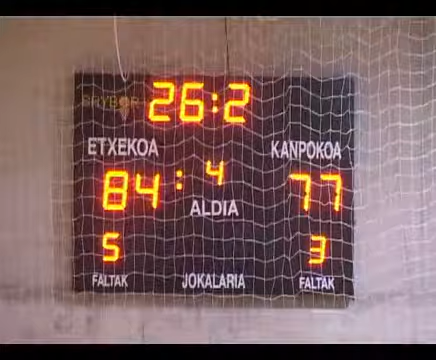 26:2
ETXEKOA KANPOKOA
84 : 4 77
ALDIA
5 3
FALTAK JOKALARIA FALTAK